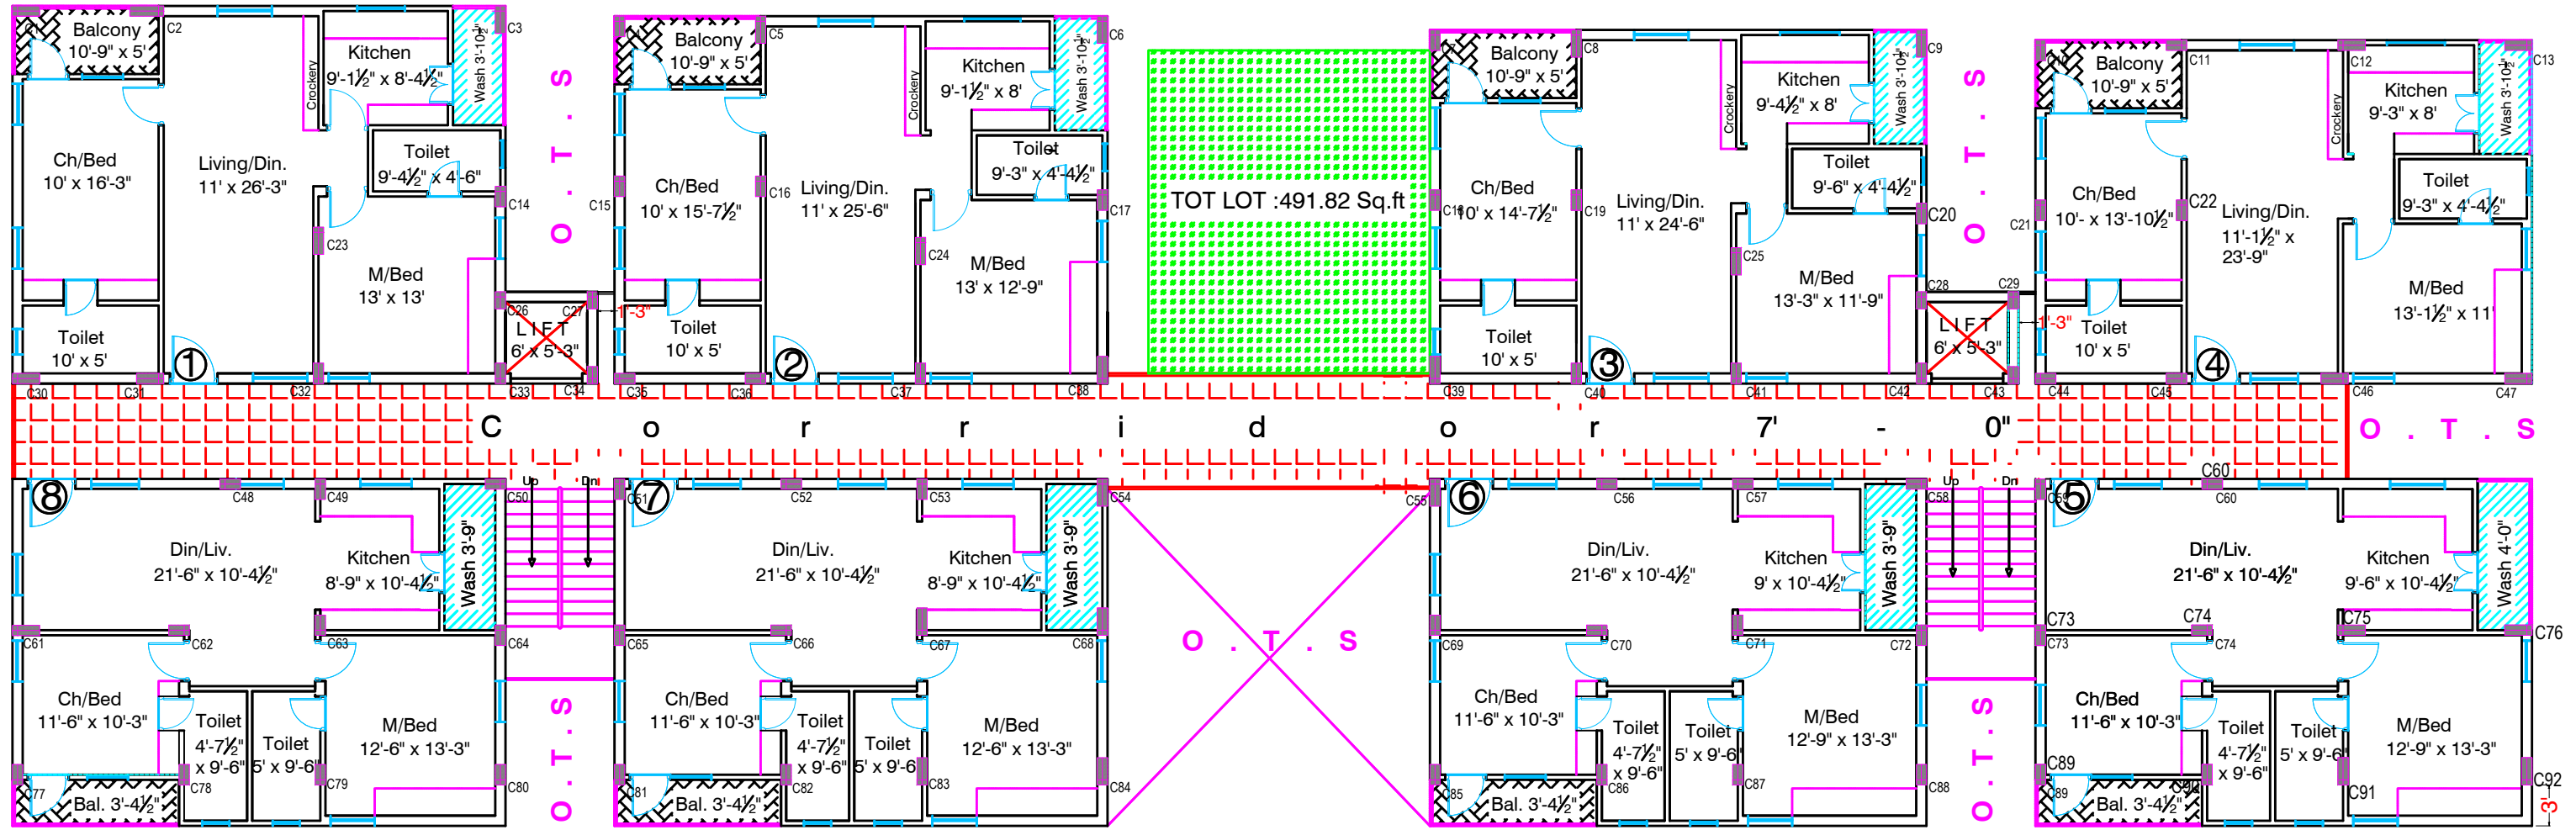 Balcony
10'-9" x 5'
C2
Kitchen
9'-1½" x 8'-4½"
Crockery
Wash 3'-10½"
C3
Ch/Bed
10' x 16'-3"
Living/Din.
11' x 26'-3"
Toilet
9'-4½" x 4'-6"
C14
C23
M/Bed
13' x 13'
Toilet
10' x 5'
1
C30
C31
C32
C33
C34
O . T . S
C26
C27
LIFT
6' x 5'-3"
1'-3"
C4
Balcony
10'-9" x 5'
C5
Kitchen
9'-1½" x 8'
Crockery
Wash 3'-10½"
C6
C15
Ch/Bed
10' x 15'-7½"
C16
Living/Din.
11' x 25'-6"
Toilet
9'-3" x 4'-4½"
C17
C24
M/Bed
13' x 12'-9"
Toilet
10' x 5'
2
C35
C36
C37
C38
TOT LOT :491.82 Sq.ft
C7
Balcony
10'-9" x 5'
C8
Kitchen
9'-4½" x 8'
Crockery
Wash 3'-10½"
C9
C18
Ch/Bed
10' x 14'-7½"
C19
Living/Din.
11' x 24'-6"
Toilet
9'-6" x 4'-4½"
C20
C25
M/Bed
13'-3" x 11'-9"
Toilet
10' x 5'
3
C39
C40
C41
C42
C43
O . T . S
C28
C29
LIFT
6' x 5'-3"
1'-3"
C10
Balcony
10'-9" x 5'
C11
C12
Kitchen
9'-3" x 8'
Crockery
Wash 3'-10½"
C13
C21
Ch/Bed
10'- x 13'-10½"
C22
Living/Din.
11'-1½" x
23'-9"
Toilet
9'-3" x 4'-4½"
M/Bed
13'-1½" x 11'
Toilet
10' x 5'
4
C44
C45
C46
C47
Corridor 7'-0"
O . T . S
8
C48
C49
C50
Din/Liv.
21'-6" x 10'-4½"
Kitchen
8'-9" x 10'-4½"
Wash 3'-9"
C61
C62
C63
C64
Ch/Bed
11'-6" x 10'-3"
Toilet
4'-7½"
x 9'-6"
Toilet
5' x 9'-6"
M/Bed
12'-6" x 13'-3"
C77
Bal. 3'-4½"
C78
C79
C80
Up
Dn
O.T.S
C51
7
C52
C53
C54
Din/Liv.
21'-6" x 10'-4½"
Kitchen
8'-9" x 10'-4½"
Wash 3'-9"
C65
C66
C67
C68
Ch/Bed
11'-6" x 10'-3"
Toilet
4'-7½"
x 9'-6"
Toilet
5' x 9'-6"
M/Bed
12'-6" x 13'-3"
C81
Bal. 3'-4½"
C82
C83
C84
O . T . S
C55
6
C56
C57
C58
Din/Liv.
21'-6" x 10'-4½"
Kitchen
9' x 10'-4½"
Wash 3'-9"
C69
C70
C71
C72
Ch/Bed
11'-6" x 10'-3"
Toilet
4'-7½"
x 9'-6"
Toilet
5' x 9'-6"
M/Bed
12'-9" x 13'-3"
C85
Bal. 3'-4½"
C86
C87
C88
Up
Dn
O.T.S
C59
5
C60
C60
Din/Liv.
21'-6" x 10'-4½"
Kitchen
9'-6" x 10'-4½"
Wash 4'-0"
C73
C73
C74
C74
C75
C76
Ch/Bed
11'-6" x 10'-3"
Toilet
4'-7½"
x 9'-6"
Toilet
5' x 9'-6"
M/Bed
12'-9" x 13'-3"
C89
C89
Bal. 3'-4½"
C90
C91
C92